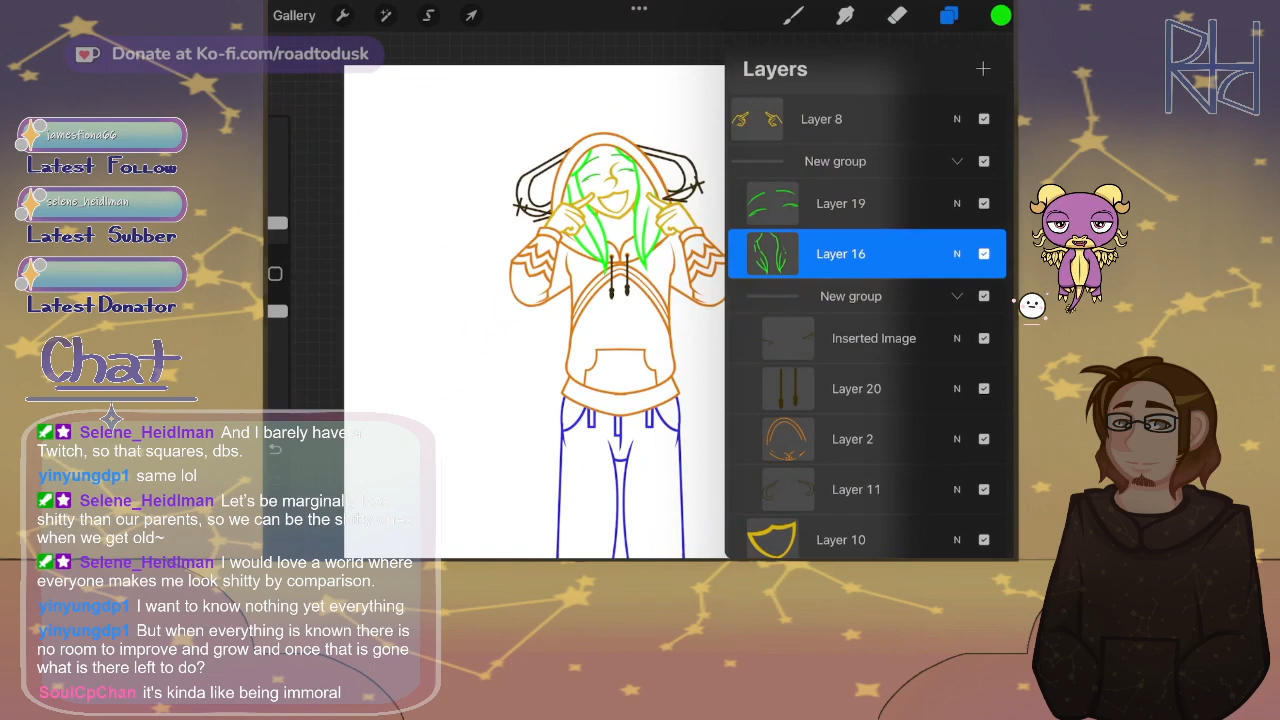 Gallery
Donate at Ko-fi.com/roadtodusk
jamesfiona66
Latest Follow
selene_heidlman
Latest Subber
Latest Donator
Chat
Selene_Heidlman And I barely have a
Twitch, so that squares, dbs.
yinyungdp1 same lol
Selene_Heidlman Let's be marginally
shitty than our parents, so we can be the
when we get old~
Selene_Heidlman I would love a world where
everyone makes me look shitty by comparison.
yinyungdp1 I want to know nothing yet everything
yinyungdp1 But when everything is known there is
no room to improve and grow and once that is gone
what is there left to do?
SoulCpChan it's kinda like being immoral
Layers
Layer 8 N
New group
Layer 19 N
Layer 16 N
New group
Inserted Image N
Layer 20 N
Layer 2 N
Layer 11 N
Layer 10 N